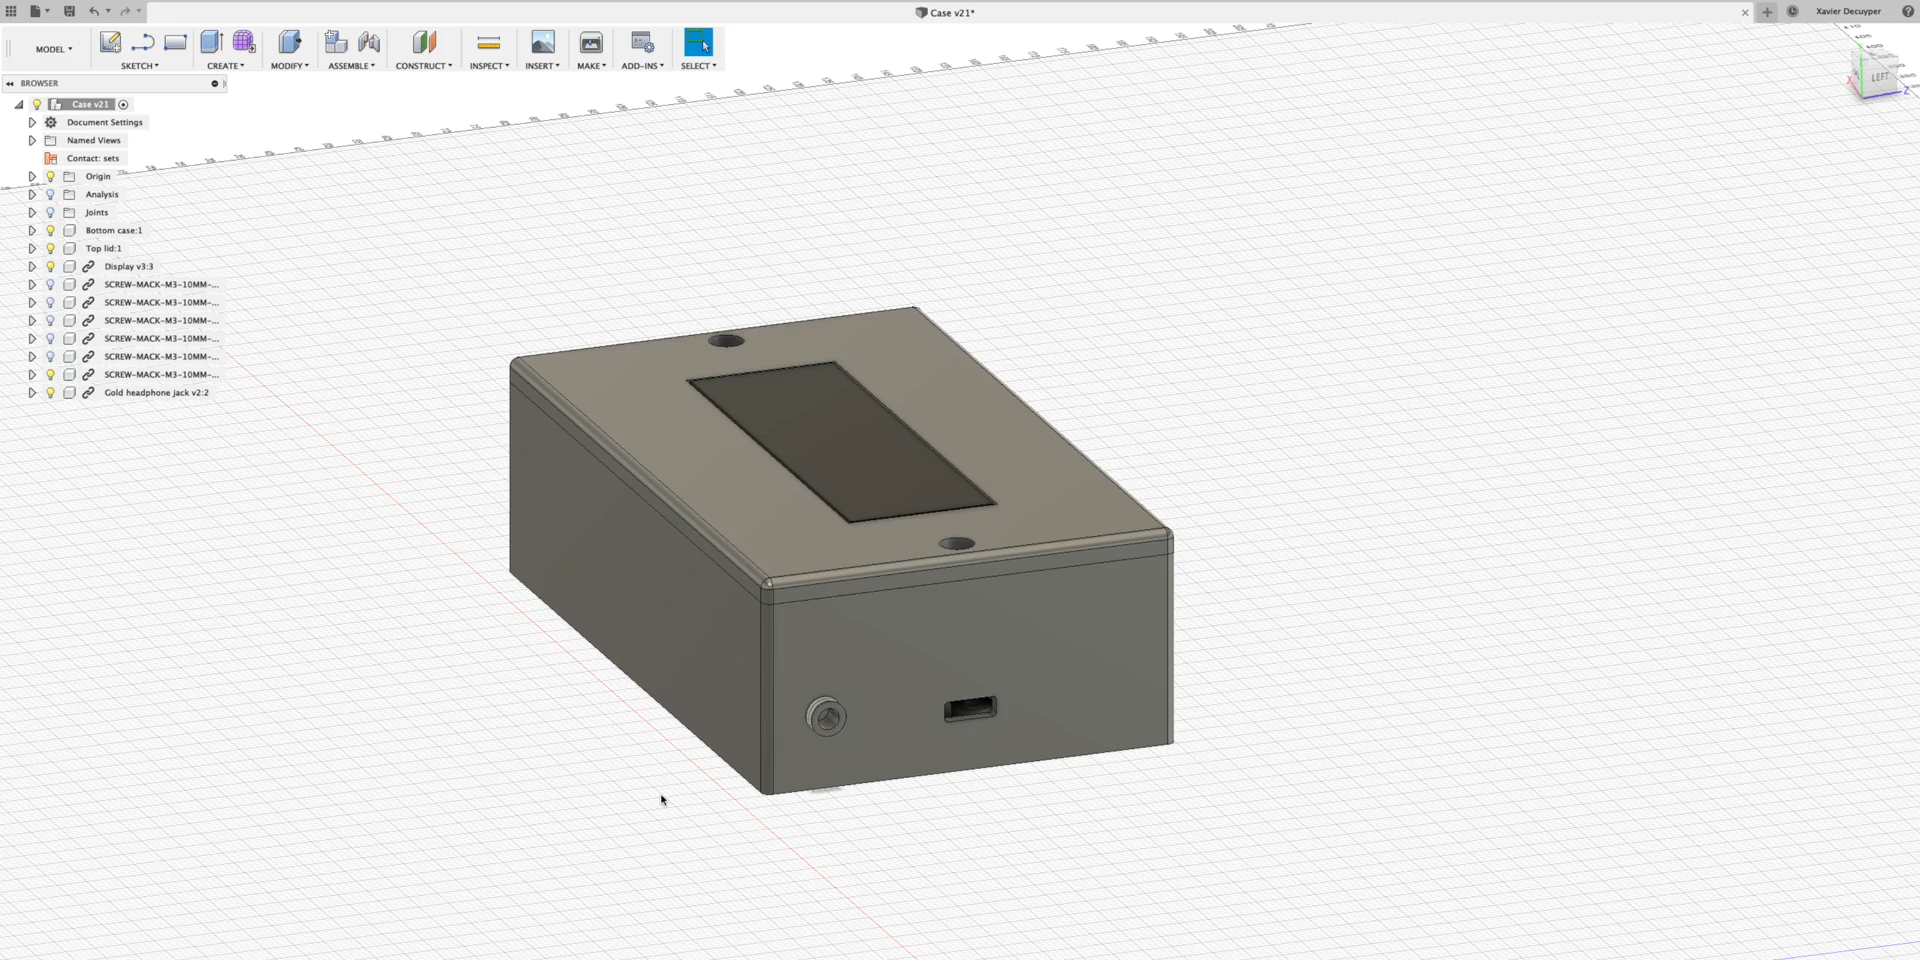 Case v21*
Xavier Decuyper
MODEL
SKETCH
CREATE
MODIFY
ASSEMBLE
CONSTRUCT
INSPECT
INSERT
MAKE
ADD-INS
SELECT
BROWSER
Case v21
Document Settings
Named Views
Contact: sets
Origin
Analysis
Joints
Bottom case:1
Top lid:1
Display v3:3
SCREW-MACK-M3-10MM-...
SCREW-MACK-M3-10MM-...
SCREW-MACK-M3-10MM-...
SCREW-MACK-M3-10MM-...
SCREW-MACK-M3-10MM-...
SCREW-MACK-M3-10MM-...
Gold headphone jack v2:2
LEFT
X
Z